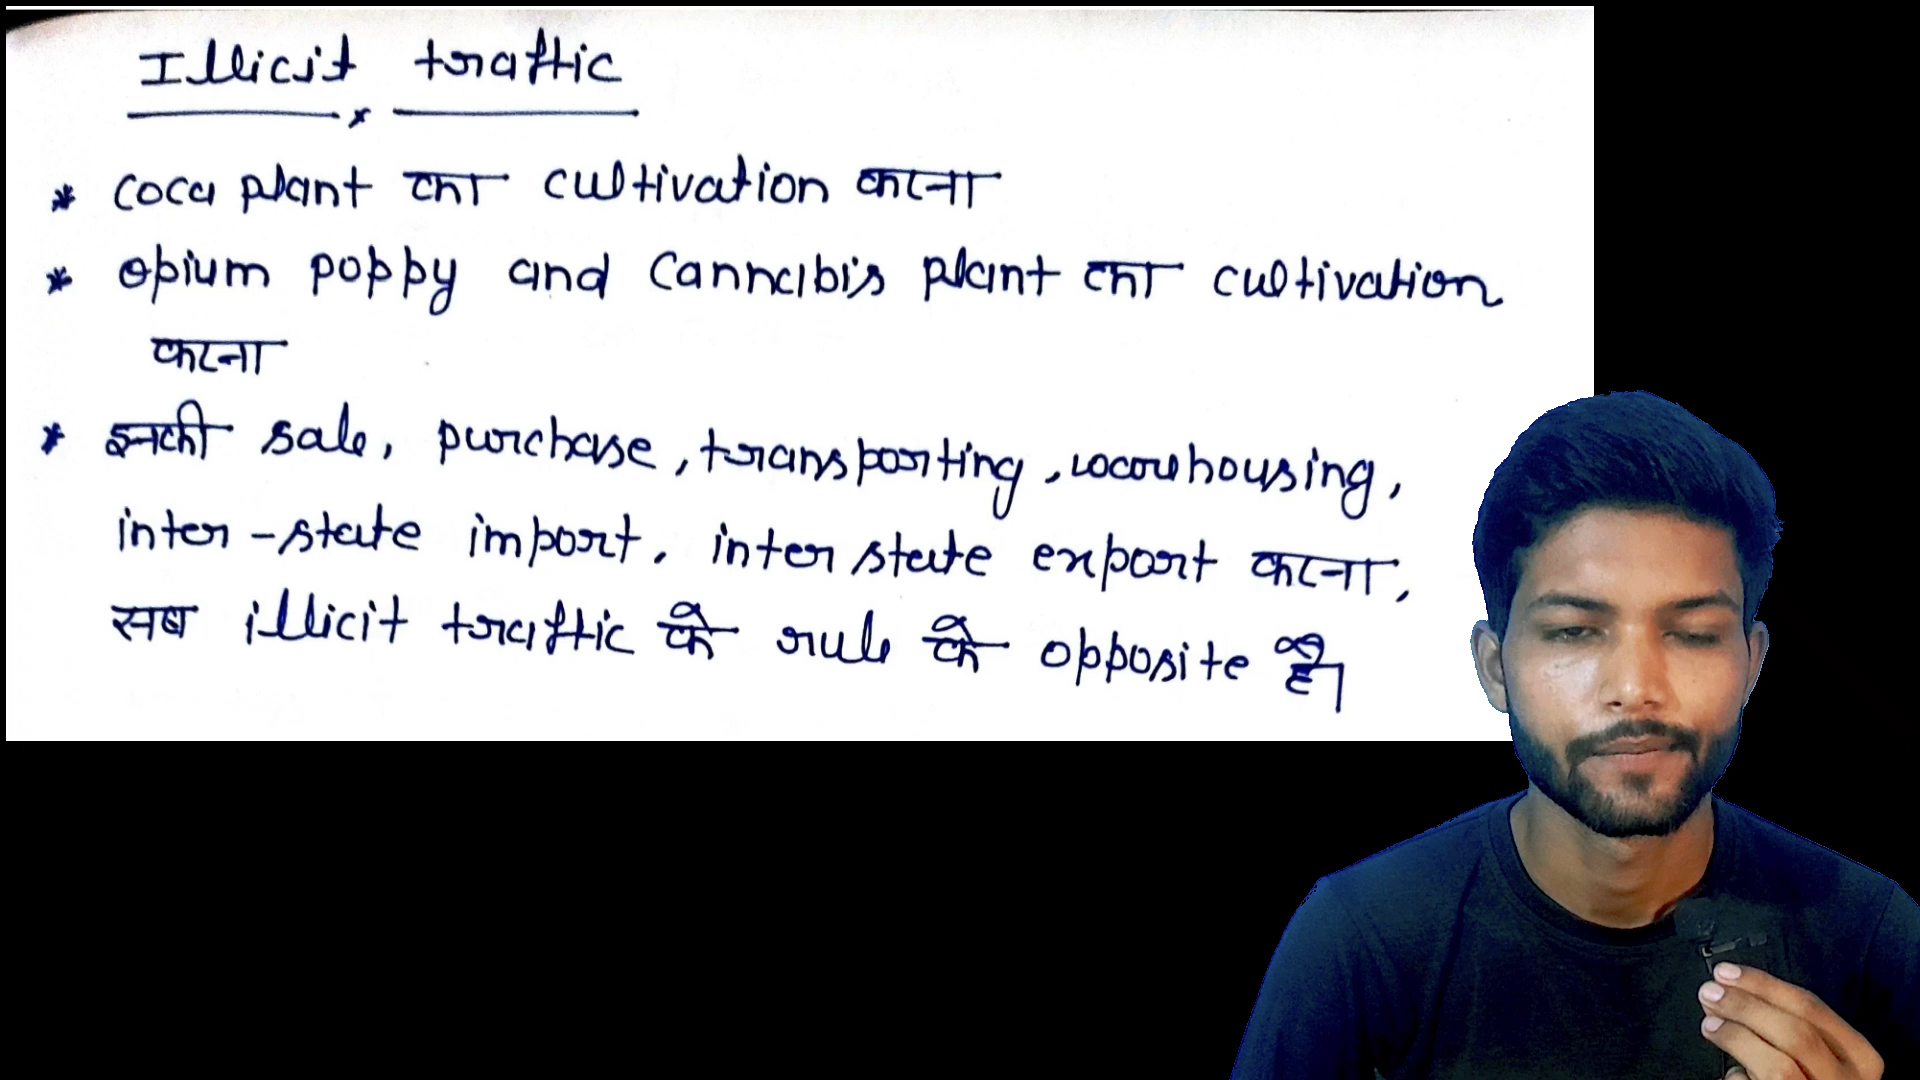 Illicit traffic
* coca plant का cultivation करना
* opium poppy and cannabis plant का cultivation
करना
* इनकी sale, purchase, transporting, warehousing,
inter-state import, inter state export करना,
सब illicit traffic के rule के opposite है।